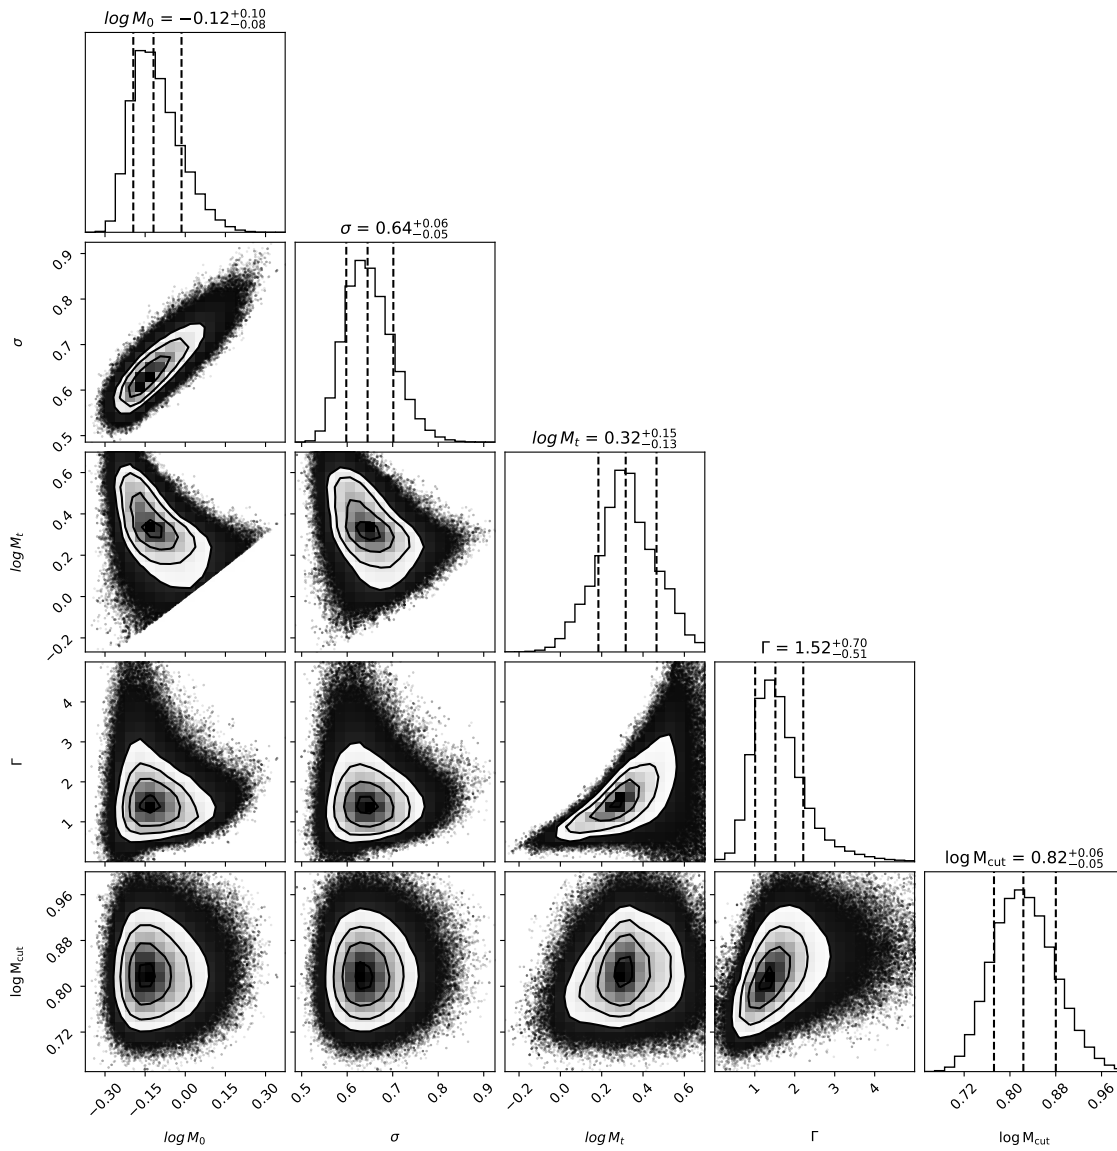 log M₀ = −0.12⁺⁰·¹⁰₋₀.₀₈
σ = 0.64⁺⁰·⁰⁶₋₀.₀₅
0.9
0.8
0.7
0.6
0.5
σ
log Mₜ = 0.32⁺⁰·¹⁵₋₀.₁₃
0.6
0.4
0.2
0.0
−0.2
log Mₜ
Γ = 1.52⁺⁰·⁷⁰₋₀.₅₁
4
3
2
1
Γ
log M_cut = 0.82⁺⁰·⁰⁶₋₀.₀₅
0.96
0.88
0.80
0.72
log M_cut
−0.30 −0.15 0.00 0.15 0.30
0.5 0.6 0.7 0.8 0.9
−0.2 0.0 0.2 0.4 0.6
1 2 3 4
0.72 0.80 0.88 0.96
log M₀
σ
log Mₜ
Γ
log M_cut